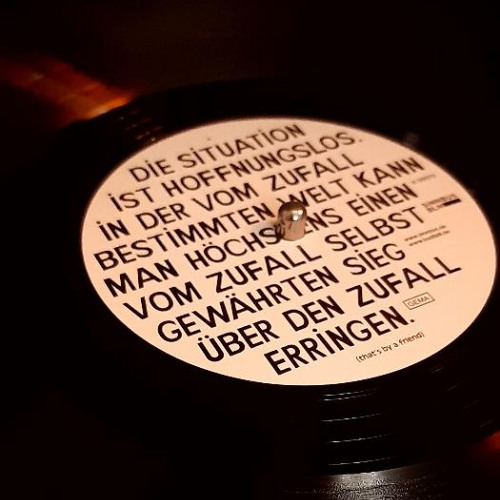 DiE SiTUATiON
iST HOFFNUNGSLOS.
iN DER VOM ZUFALL
BESTiMMTEN WELT KANN
MAN HÖCHSTENS EiNEN
VOM ZUFALL SELBST
GEWÄHRTEN SiEG
ÜBER DEN ZUFALL
ERRiNGEN.
GEMA
(that's by a friend)